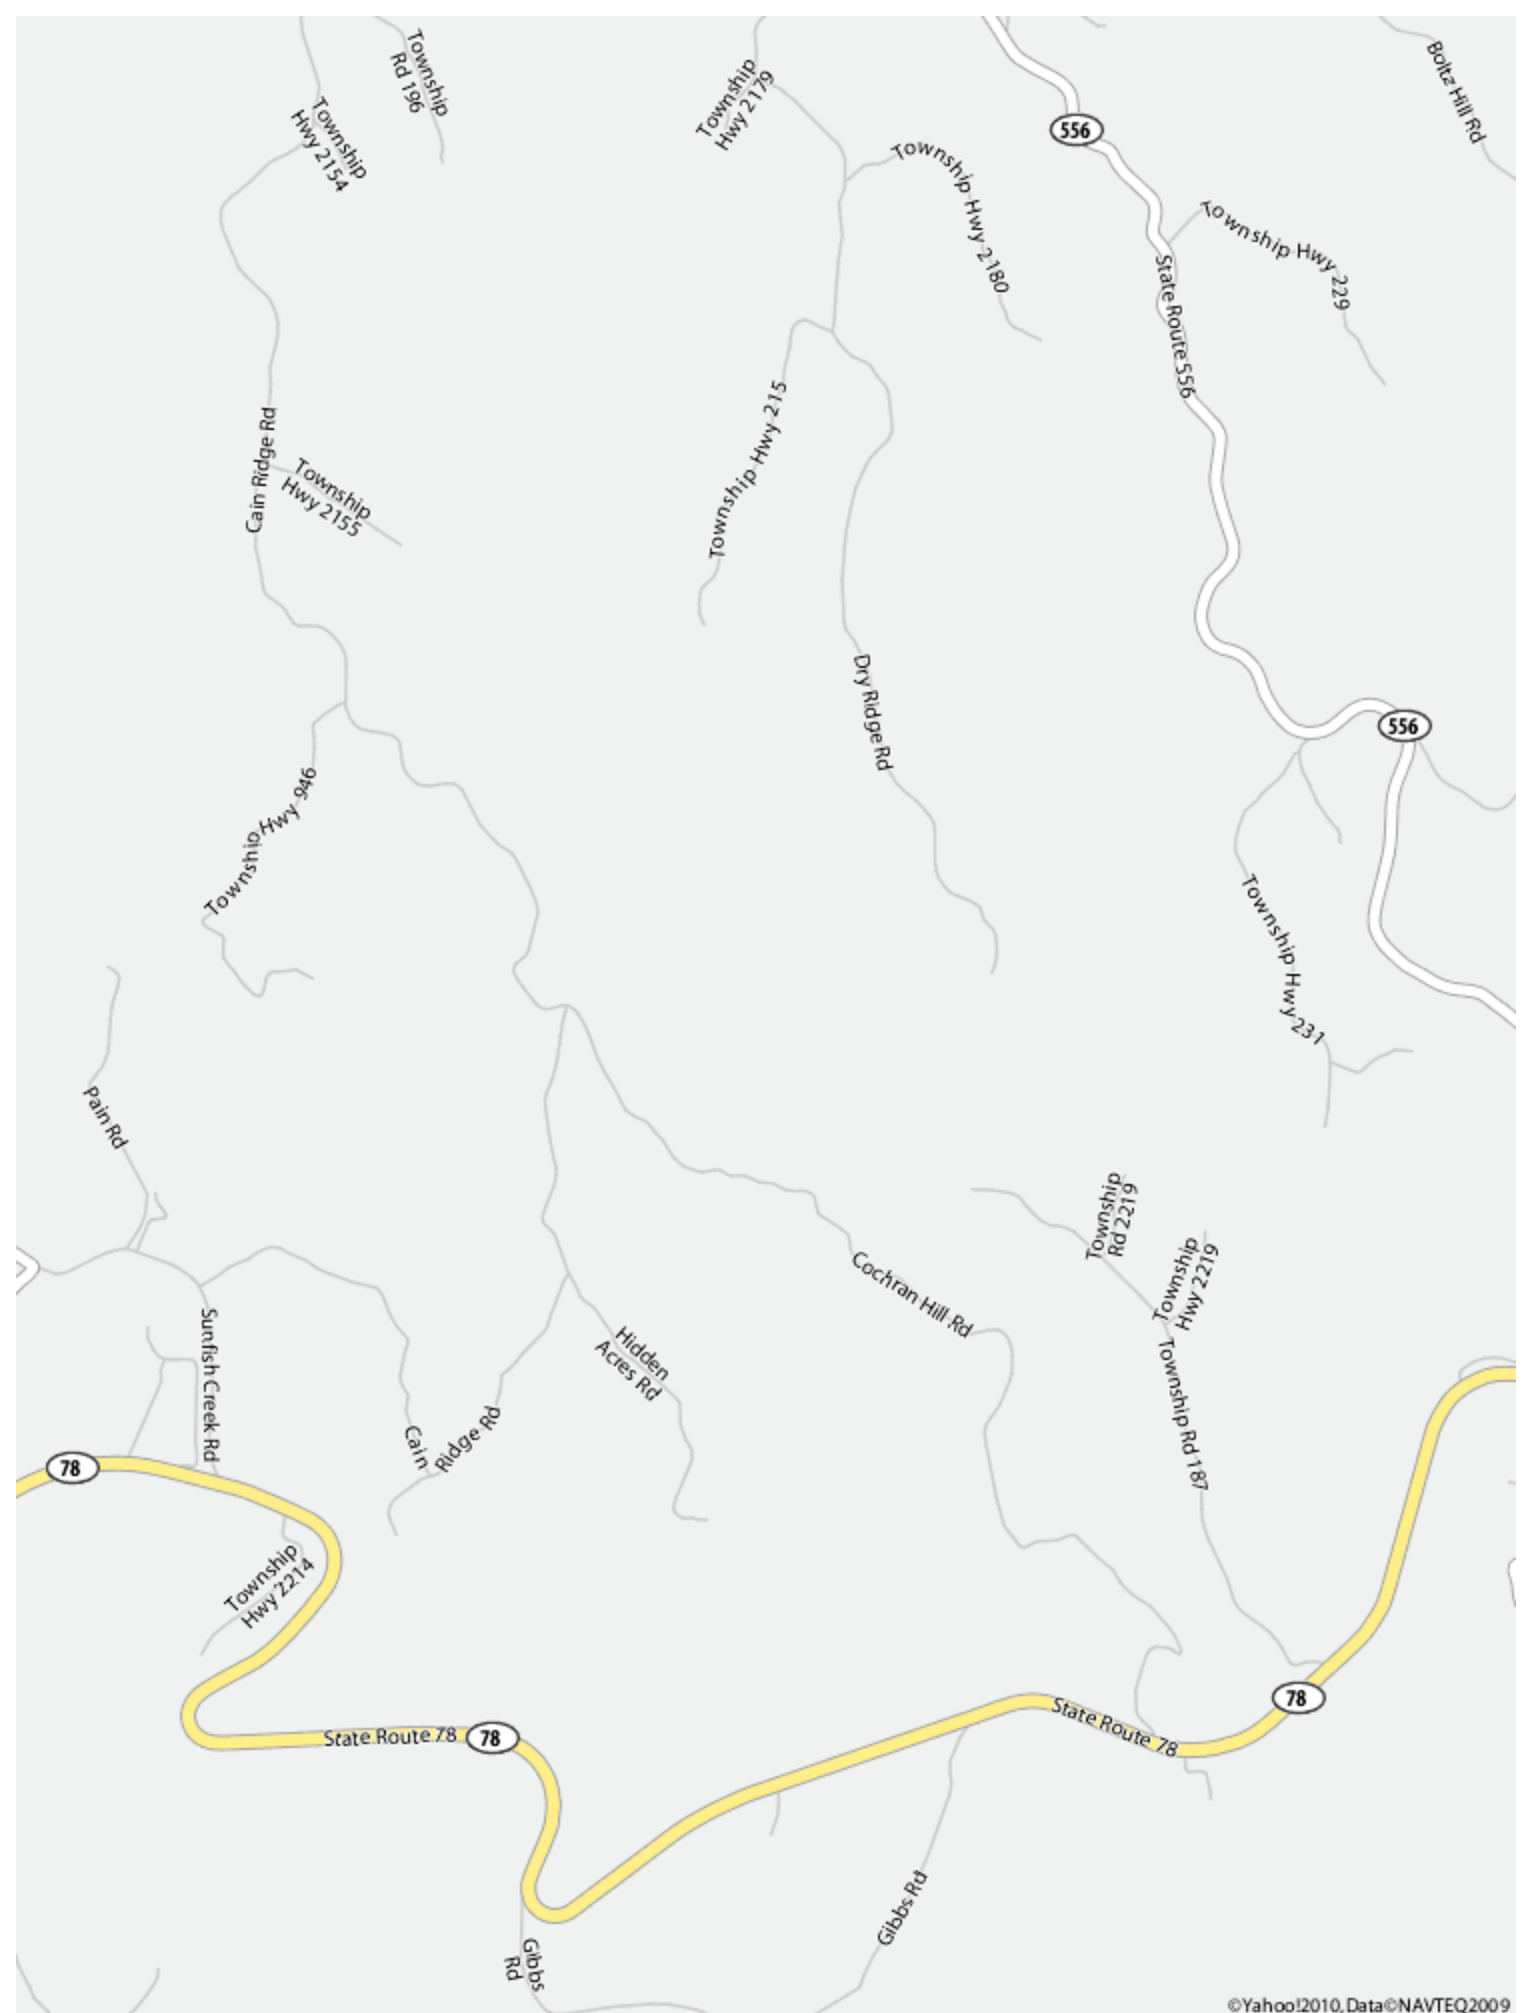 Township
Rd 196
Township
Hwy 2154
Township
Hwy 2179
556
Township Hwy 2180
Boltz Hill Rd
Township Hwy 229
State Route 556
Cain Ridge Rd
Township
Hwy 2155
Township Hwy 215
Dry Ridge Rd
556
Township Hwy 946
Township Hwy 231
Pain Rd
Township
Rd 2219
Township
Hwy 2219
Cochran Hill Rd
Sunfish Creek Rd
Hidden
Acres Rd
Township Rd 187
Cain Ridge Rd
78
Township
Hwy 2214
78
State Route 78
78
State Route 78
Gibbs Rd
Gibbs
Rd
©Yahoo!2010, Data©NAVTEQ2009